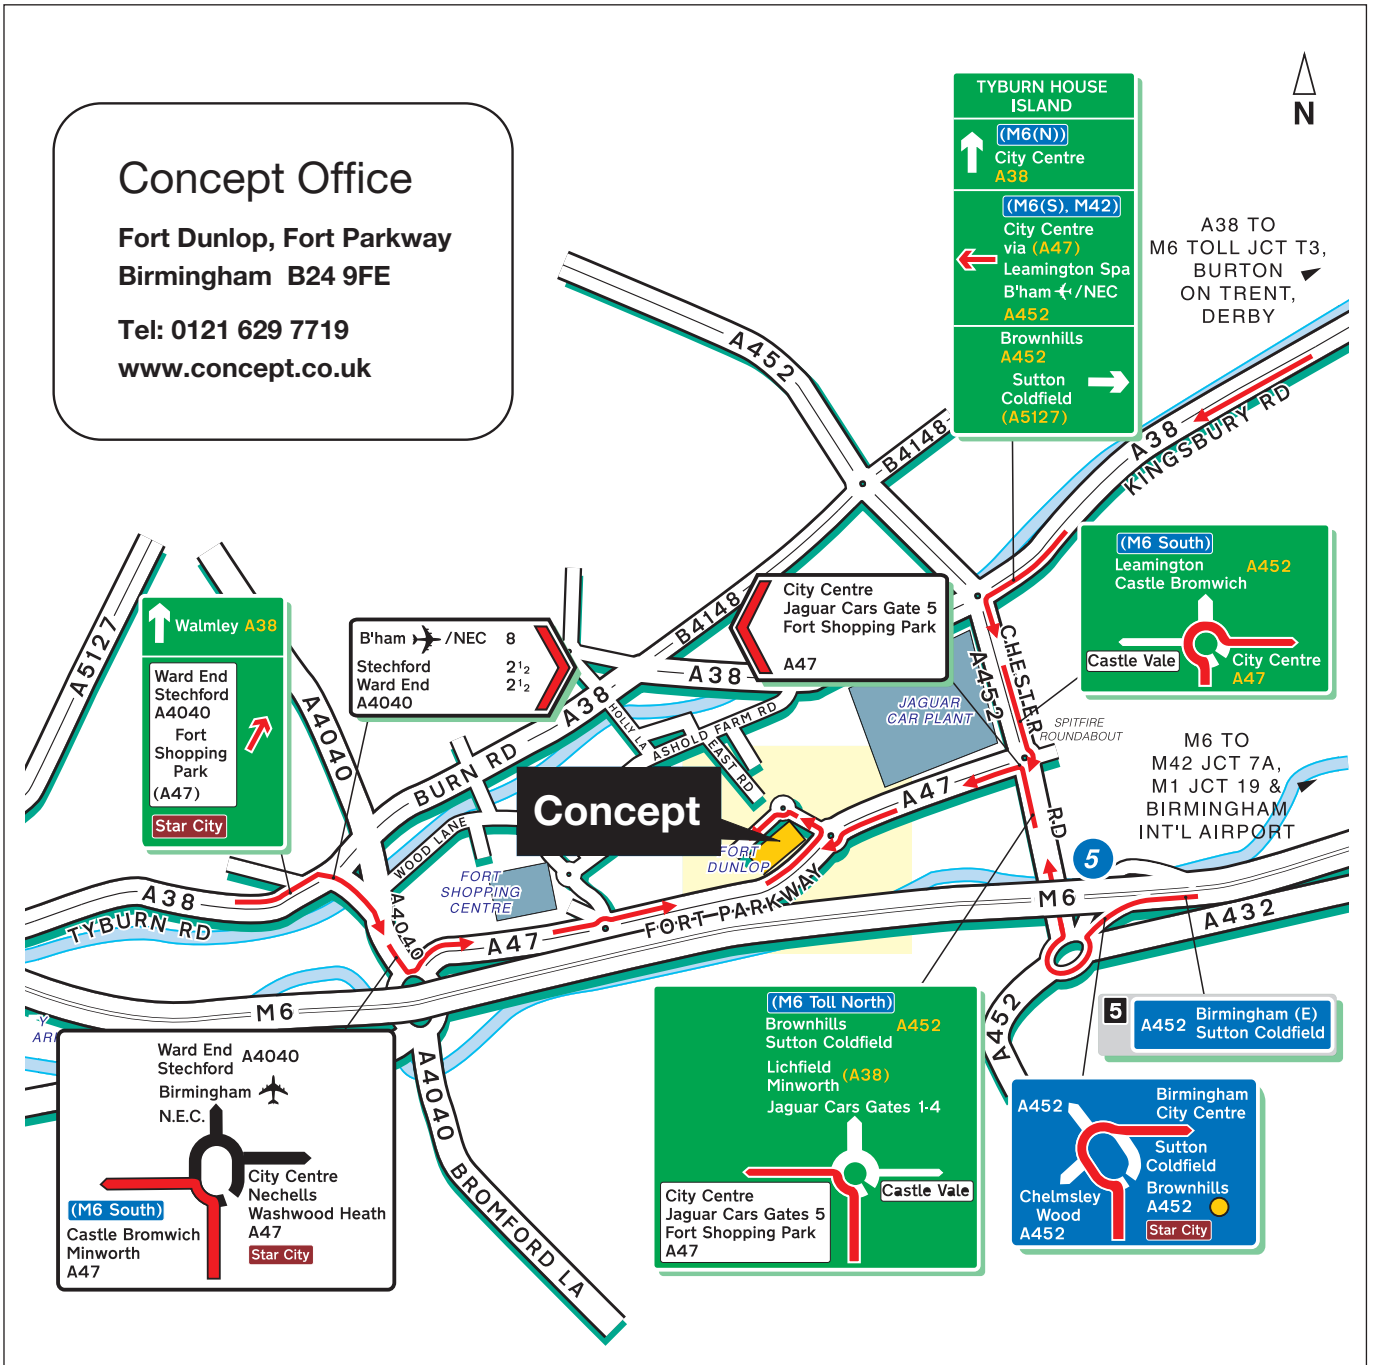 Concept Office
Fort Dunlop, Fort Parkway
Birmingham B24 9FE
Tel: 0121 629 7719
www.concept.co.uk
N
TYBURN HOUSE
ISLAND
(M6(N))
City Centre
A38
(M6(S), M42)
City Centre
via (A47)
Leamington Spa
B'ham /NEC
A452
Brownhills
A452
Sutton
Coldfield
(A5127)
A38 TO
M6 TOLL JCT T3,
BURTON
ON TRENT,
DERBY
A452
B4148
A38
KINGSBURY RD
(M6 South)
Leamington A452
Castle Bromwich
Castle Vale
City Centre
A47
City Centre
Jaguar Cars Gate 5
Fort Shopping Park
A47
B'ham /NEC 8
Stechford 2½
Ward End 2½
A4040
Walmley A38
Ward End
Stechford
A4040
Fort
Shopping
Park
(A47)
Star City
A5127
A4040
B4148
A38
A38
HOLLY LA
ASHOLD FARM RD
EAST RD
JAGUAR
CAR PLANT
A452
CHESTER
RD
SPITFIRE
ROUNDABOUT
M6 TO
M42 JCT 7A,
M1 JCT 19 &
BIRMINGHAM
INT'L AIRPORT
BURN RD
Concept
A47
WOOD LANE
FORT
SHOPPING
CENTRE
FORT
DUNLOP
5
A38
TYBURN RD
A4040
A47
FORT PARKWAY
M6
A432
M6
A452
-Y
ARI
Ward End A4040
Stechford
Birmingham
N.E.C.
City Centre
Nechells
Washwood Heath
A47
Star City
(M6 South)
Castle Bromwich
Minworth
A47
A4040
BROMFORD LA
(M6 Toll North)
Brownhills A452
Sutton Coldfield
Lichfield
Minworth (A38)
Jaguar Cars Gates 1-4
Castle Vale
City Centre
Jaguar Cars Gates 5
Fort Shopping Park
A47
5
A452 Birmingham (E)
Sutton Coldfield
A452
Birmingham
City Centre
Sutton
Coldfield
Brownhills
A452
Star City
Chelmsley
Wood
A452